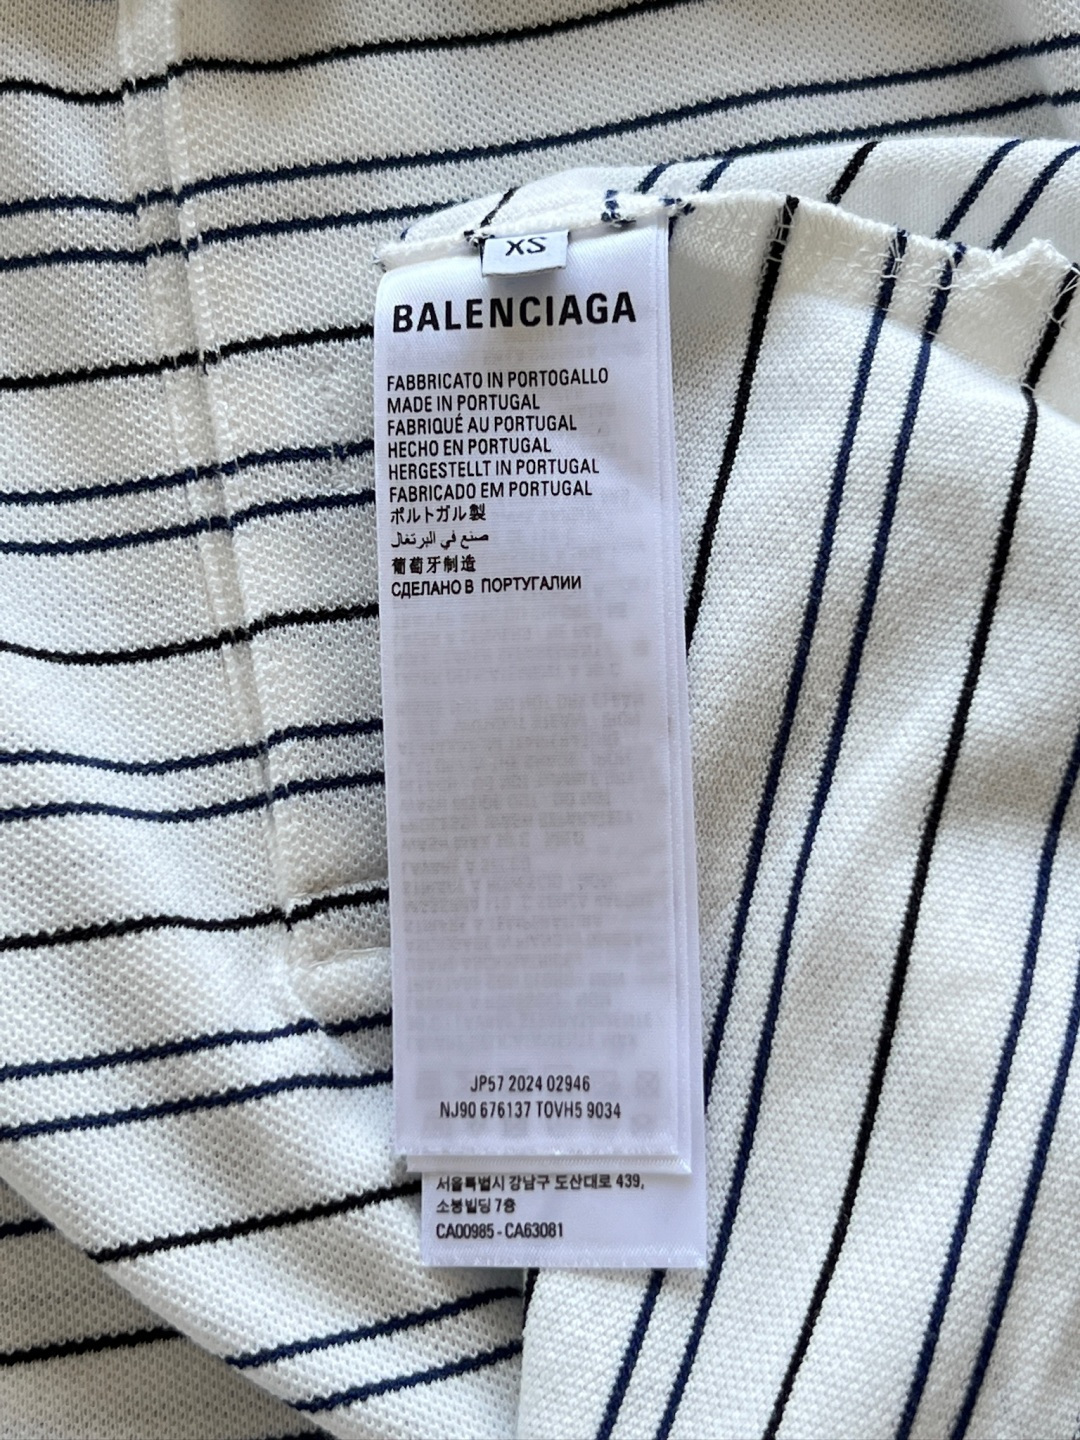 XS
BALENCIAGA
FABBRICATO IN PORTOGALLO
MADE IN PORTUGAL
FABRIQUÉ AU PORTUGAL
HECHO EN PORTUGAL
HERGESTELLT IN PORTUGAL
FABRICADO EM PORTUGAL
ポルトガル製
صنع في البرتغال
葡萄牙制造
СДЕЛАНО В ПОРТУГАЛИИ
JP57 2024 02946
NJ90 676137 TOVH5 9034
서울특별시 강남구 도산대로 439,
소봉빌딩 7층
CA00985 - CA63081